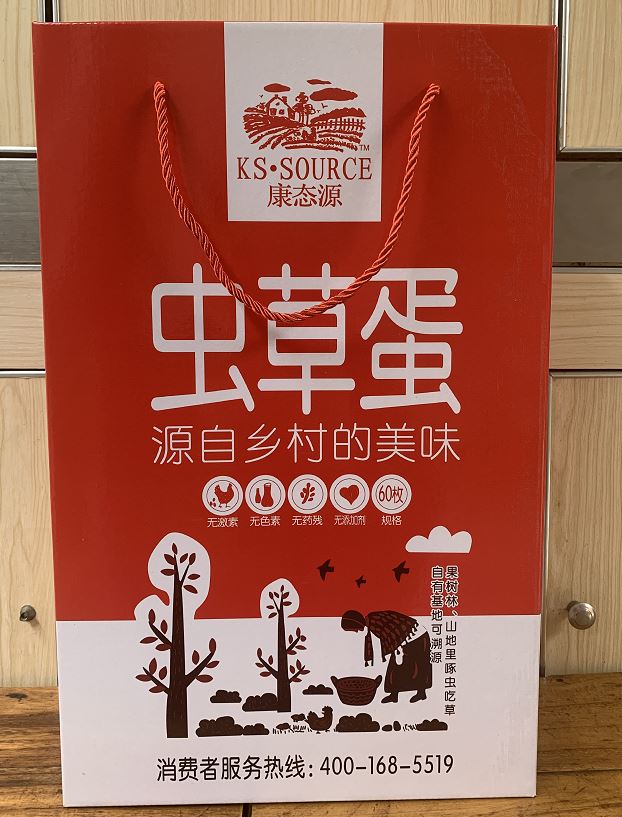 TM
KS·SOURCE
康态源
虫草蛋
源自乡村的美味
60枚
无激素 无色素 无药残 无添加剂 规格
果树林、山地里啄虫吃草
自有基地可溯源
消费者服务热线：400-168-5519